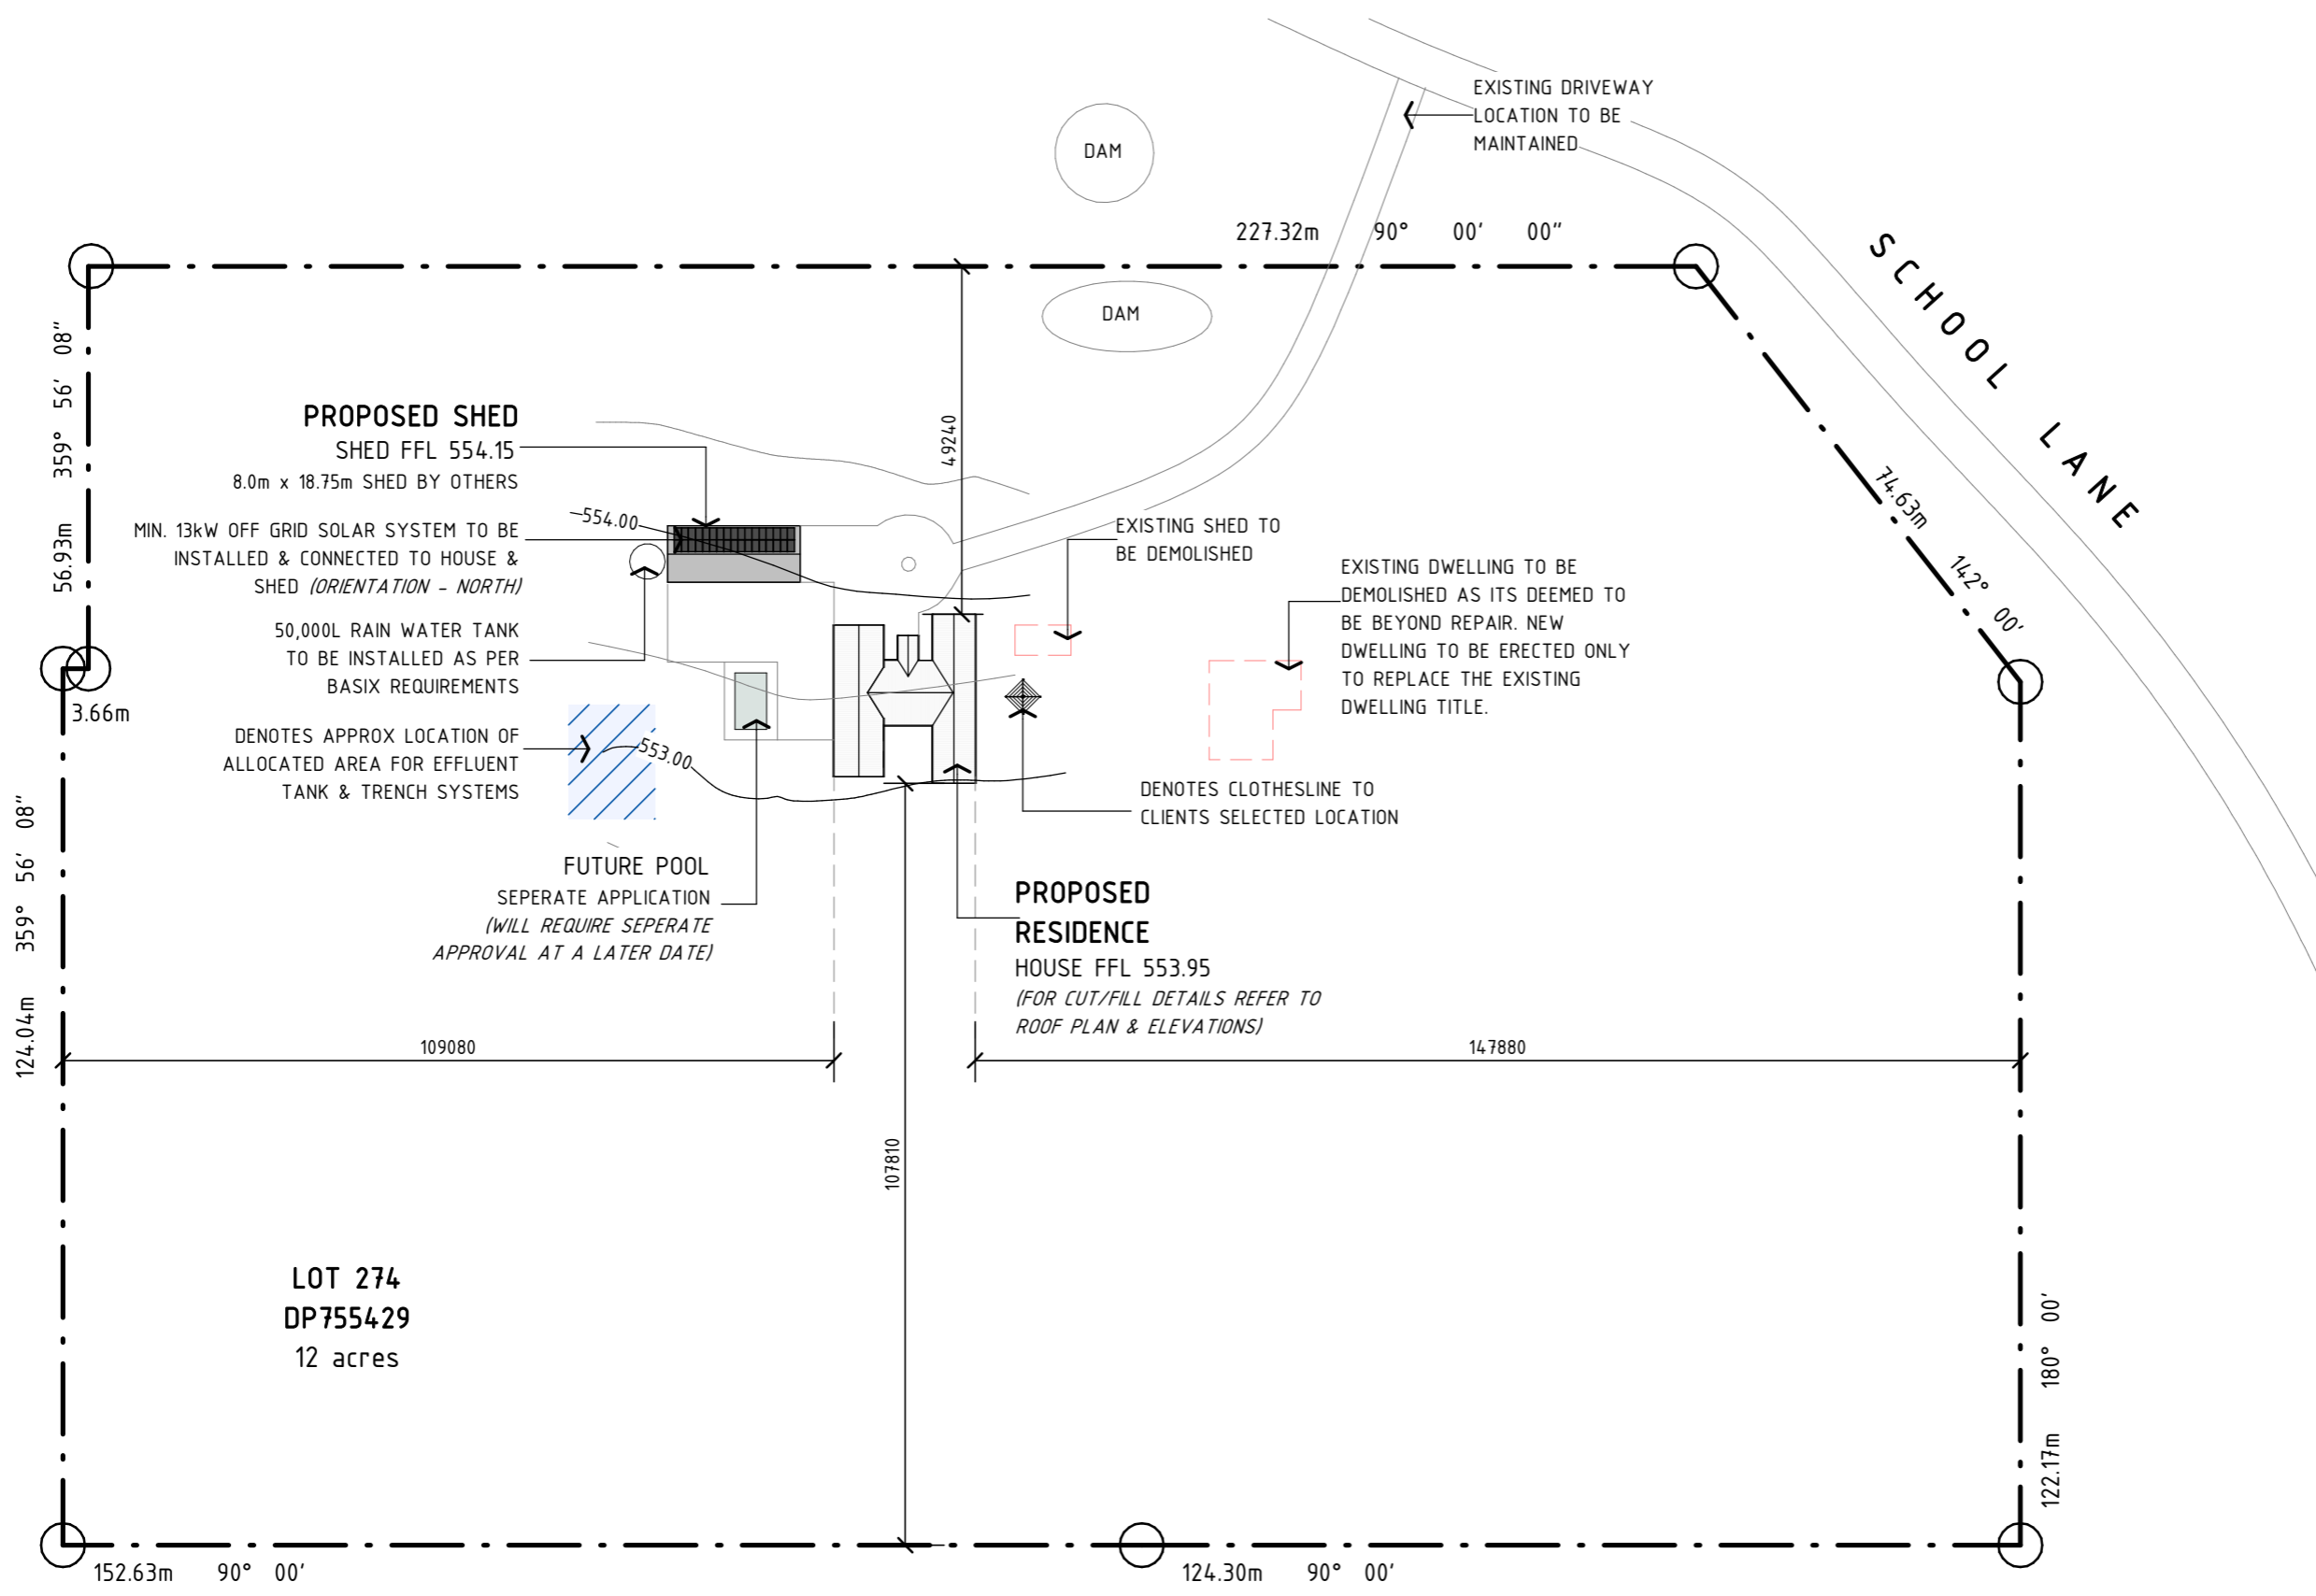 EXISTING DRIVEWAY
LOCATION TO BE
MAINTAINED
DAM
227.32m 90° 00' 00"
SCHOOL LANE
DAM
359° 56' 08"
56.93m
PROPOSED SHED
SHED FFL 554.15
8.0m x 18.75m SHED BY OTHERS
49240
74.63m
142° 00'
554.00
MIN. 13kW OFF GRID SOLAR SYSTEM TO BE
INSTALLED & CONNECTED TO HOUSE &
SHED (ORIENTATION - NORTH)
EXISTING SHED TO
BE DEMOLISHED
EXISTING DWELLING TO BE
DEMOLISHED AS ITS DEEMED TO
BE BEYOND REPAIR. NEW
DWELLING TO BE ERECTED ONLY
TO REPLACE THE EXISTING
DWELLING TITLE.
50,000L RAIN WATER TANK
TO BE INSTALLED AS PER
BASIX REQUIREMENTS
3.66m
DENOTES APPROX LOCATION OF
ALLOCATED AREA FOR EFFLUENT
TANK & TRENCH SYSTEMS
553.00
DENOTES CLOTHESLINE TO
CLIENTS SELECTED LOCATION
359° 56' 08"
124.04m
FUTURE POOL
SEPERATE APPLICATION
(WILL REQUIRE SEPERATE
APPROVAL AT A LATER DATE)
PROPOSED
RESIDENCE
HOUSE FFL 553.95
(FOR CUT/FILL DETAILS REFER TO
ROOF PLAN & ELEVATIONS)
109080
147880
107810
LOT 274
DP755429
12 acres
180° 00'
122.17m
152.63m 90° 00'
124.30m 90° 00'